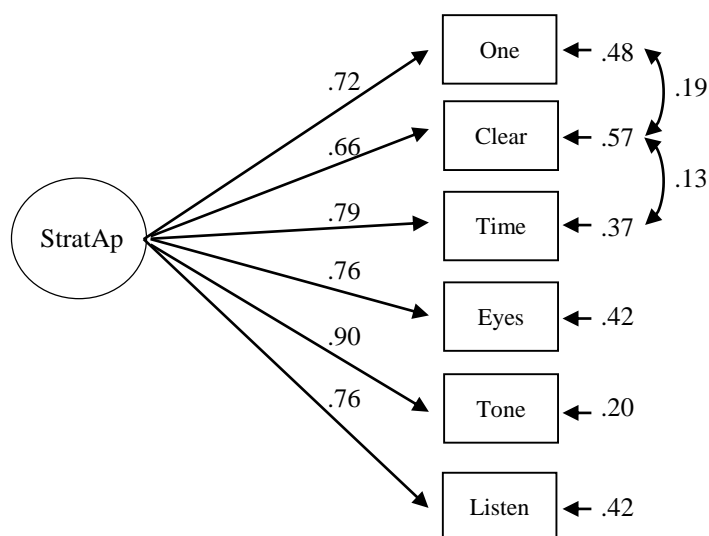 One
.48
.72
.19
.66
Clear
.57
.13
.79
Time
.37
StratAp
.76
Eyes
.42
.90
Tone
.20
.76
Listen
.42